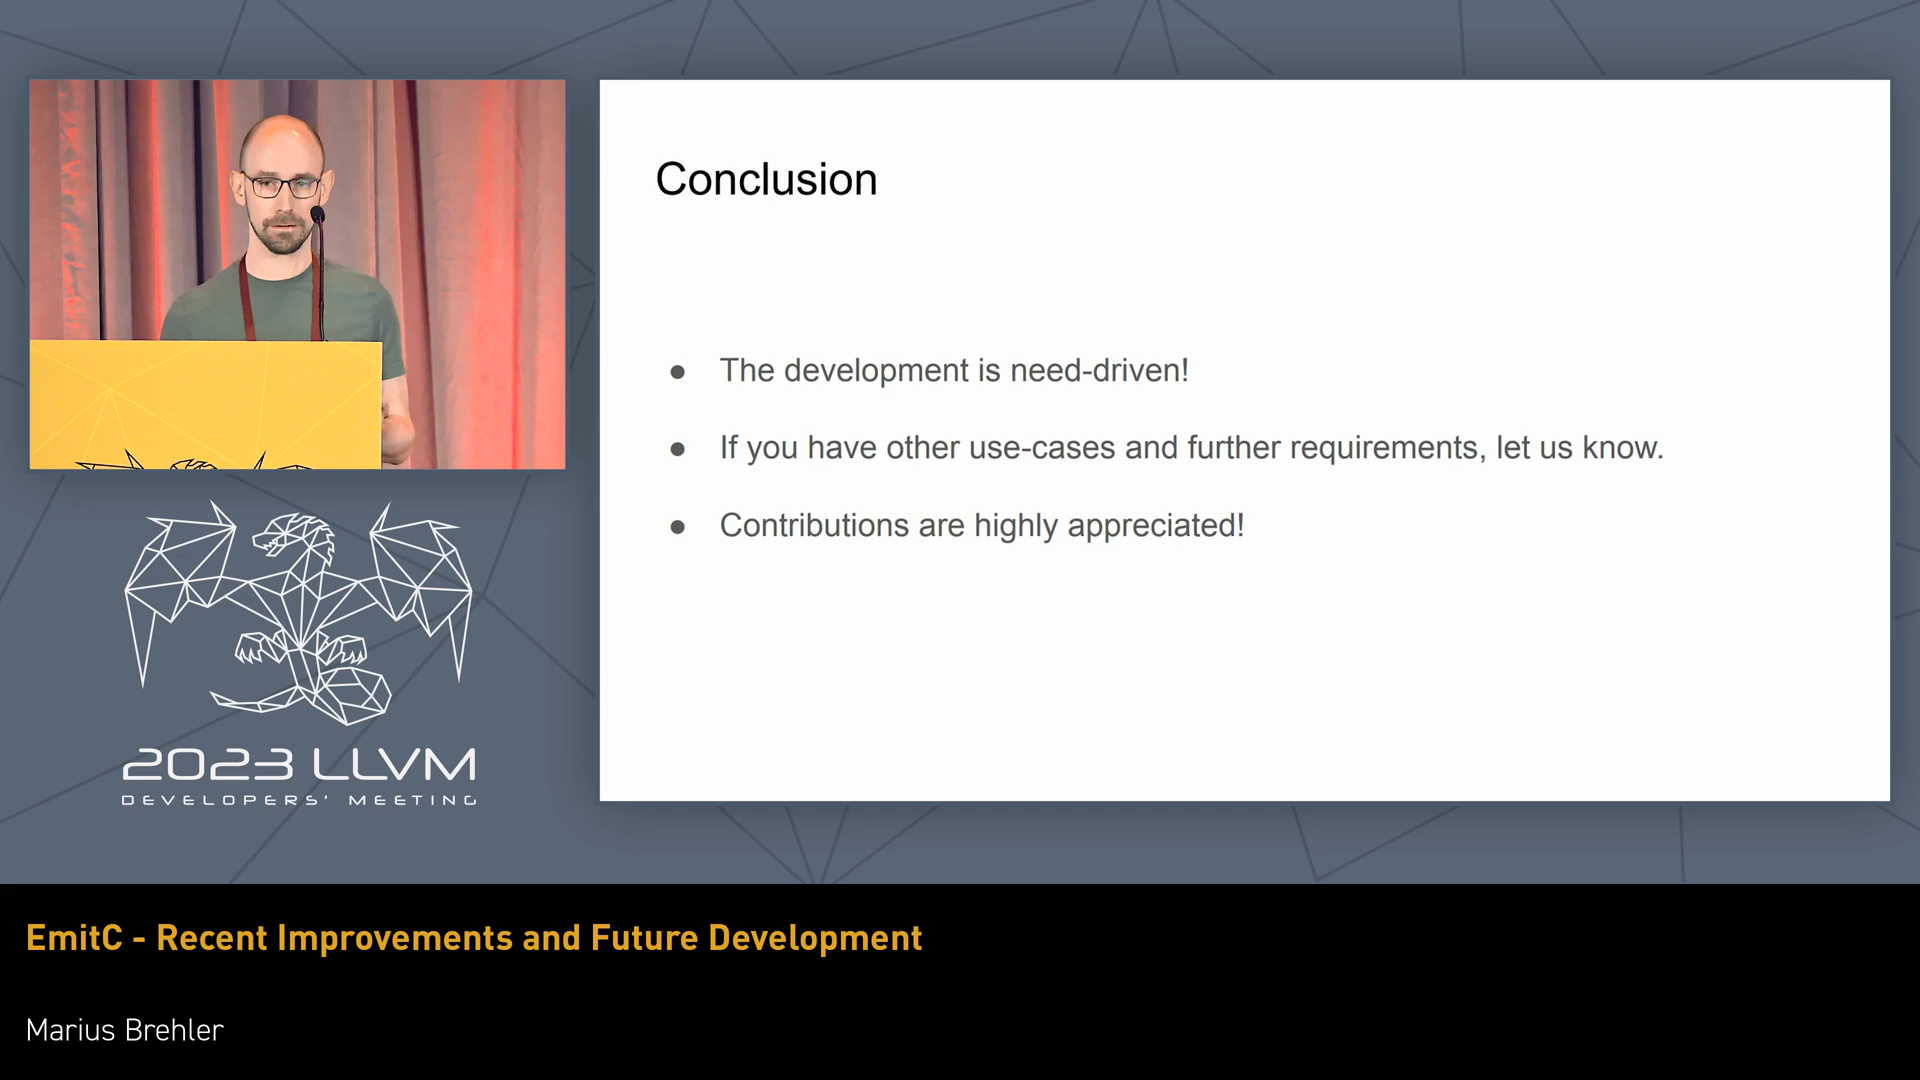 Conclusion
● The development is need-driven!
● If you have other use-cases and further requirements, let us know.
● Contributions are highly appreciated!
2023 LLVM
DEVELOPERS' MEETING
EmitC - Recent Improvements and Future Development
Marius Brehler